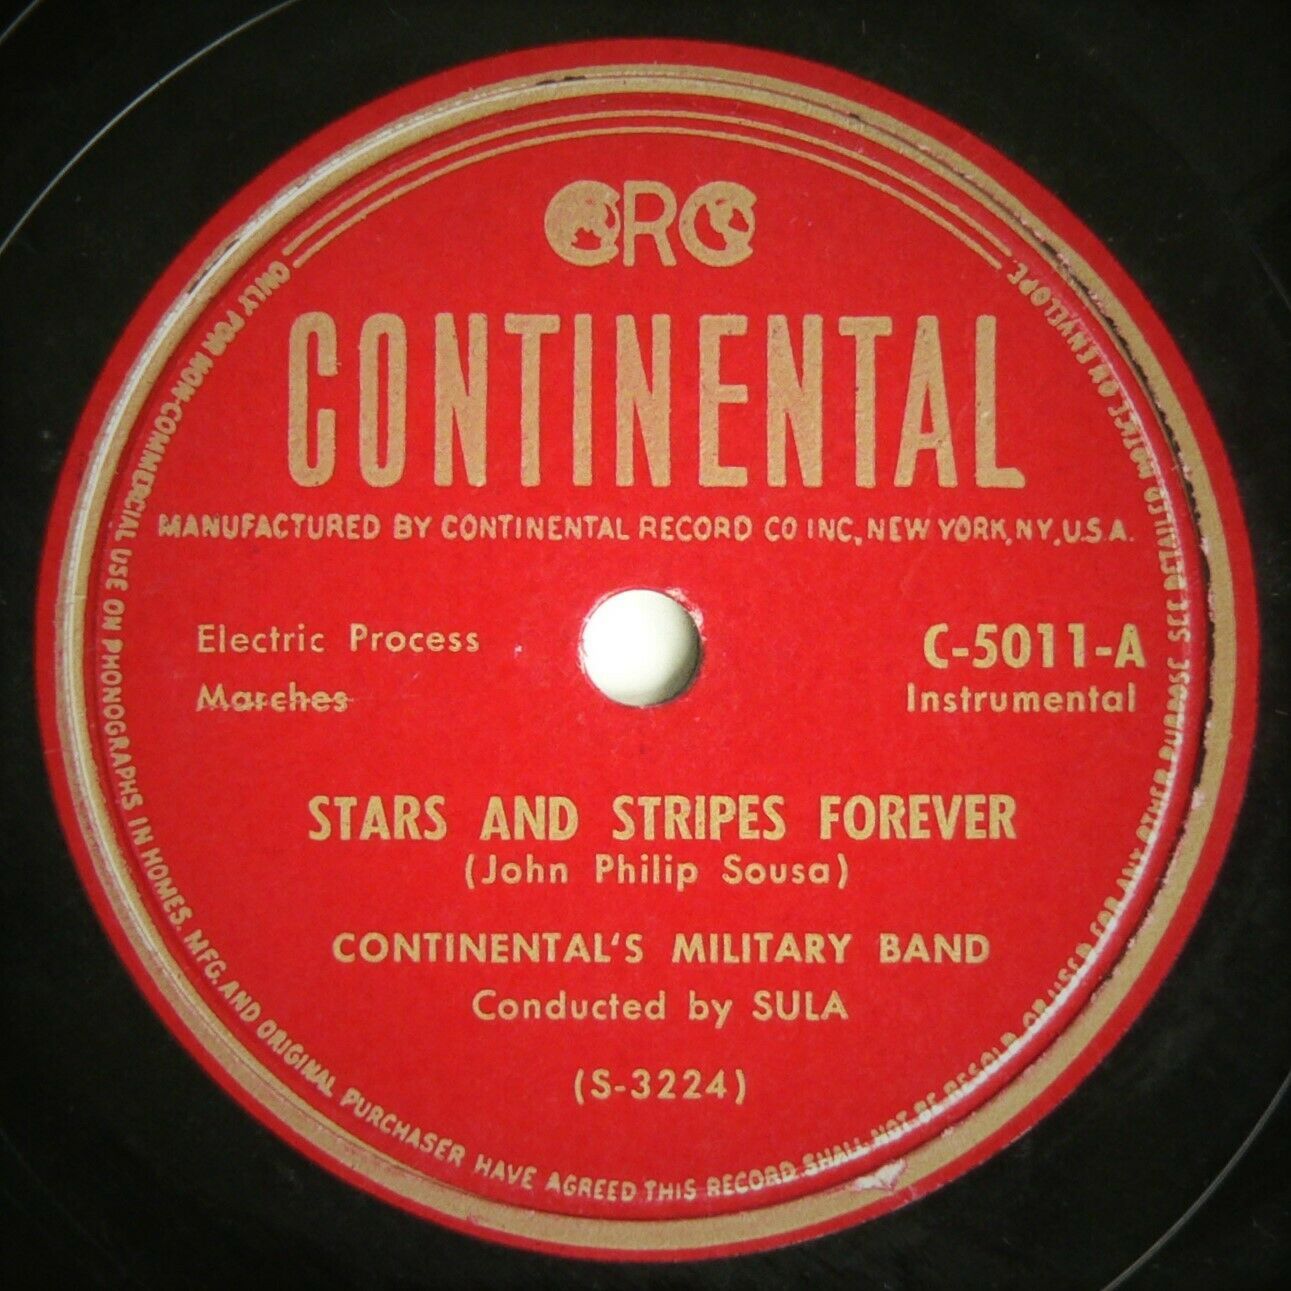 CRC
CONTINENTAL
MANUFACTURED BY CONTINENTAL RECORD CO INC, NEW YORK, NY, U.S.A.
Electric Process
Marches
C-5011-A
Instrumental
STARS AND STRIPES FOREVER
(John Philip Sousa)
CONTINENTAL'S MILITARY BAND
Conducted by SULA
(S-3224)
ONLY FOR NON-COMMERCIAL USE ON PHONOGRAPHS IN HOMES. MFG. AND ORIGINAL PURCHASER HAVE AGREED THIS RECORD SHALL NOT BE RESOLD OR USED FOR ANY OTHER PURPOSE. SEE DETAILED NOTICE ON ENVELOPE.